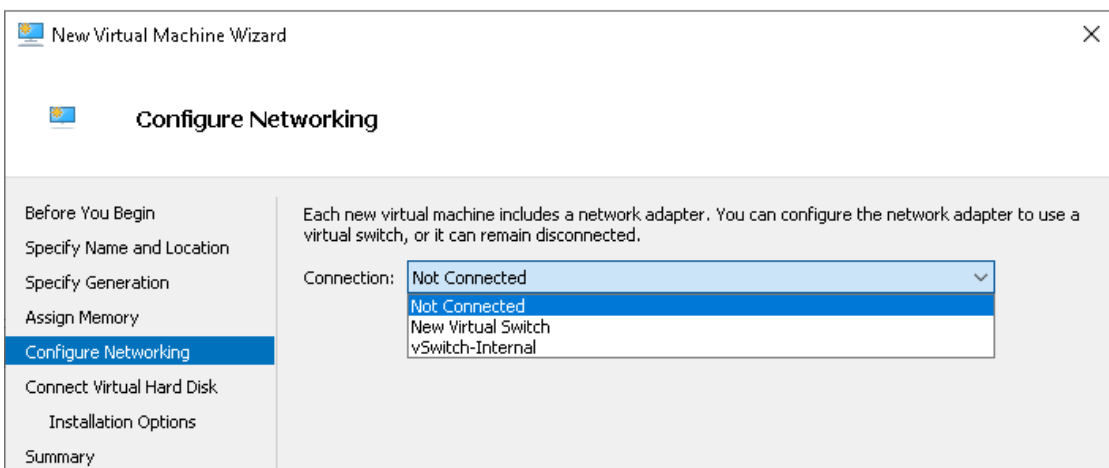 New Virtual Machine Wizard
Configure Networking
Before You Begin
Specify Name and Location
Specify Generation
Assign Memory
Configure Networking
Connect Virtual Hard Disk
Installation Options
Summary
Each new virtual machine includes a network adapter. You can configure the network adapter to use a
virtual switch, or it can remain disconnected.
Connection: Not Connected
Not Connected
New Virtual Switch
vSwitch-Internal